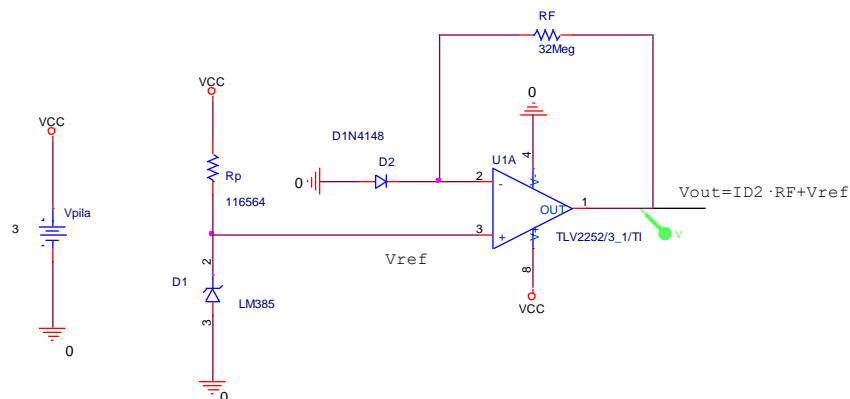 RF
32Meg
VCC
0
D1N4148
VCC
U1A
4
D2
V-
Rp
0
2
-
Vout=ID2·RF+Vref
116564
1
OUT
Vpila
3
3
+
V+
TLV2252/3_1/TI
V
Vref
2
8
D1
LM385
VCC
3
0
0